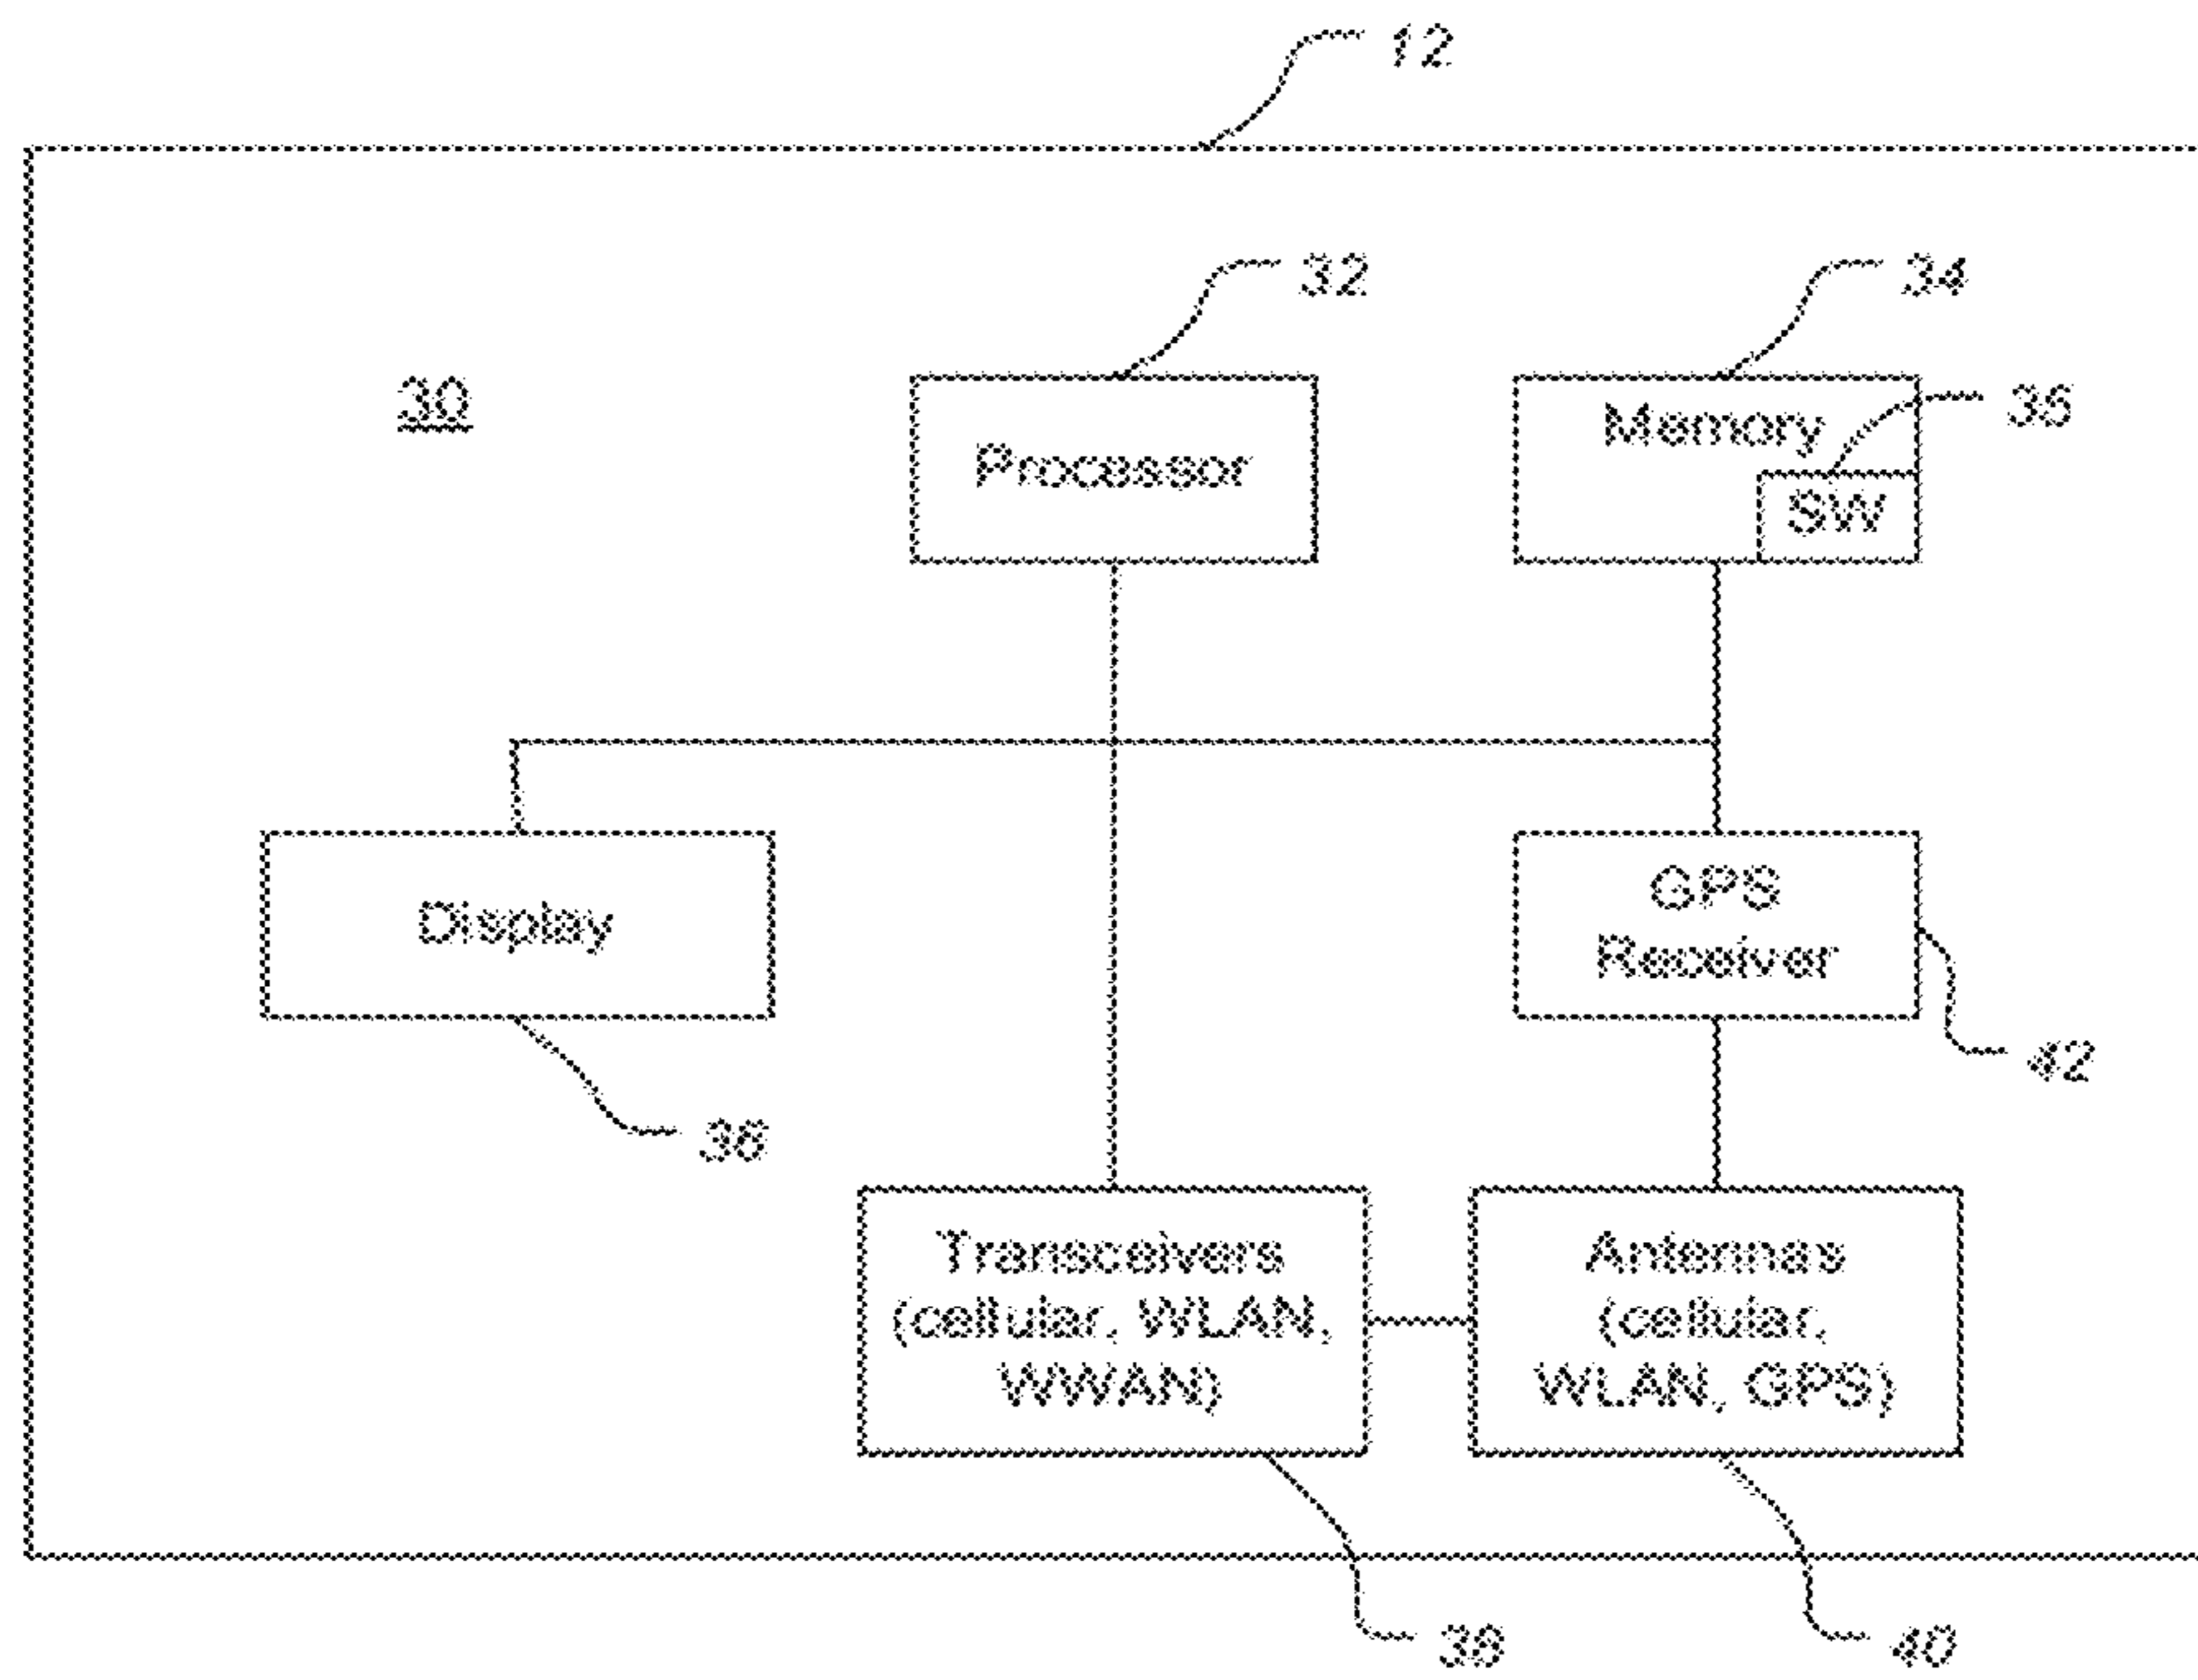 12
32
34
30
Processor
Memory
35
SW
Display
GPS
Receiver
42
36
Transceivers
(cellular, WLAN,
WWAN)
Antennas
(cellular,
WLAN, GPS)
38
40